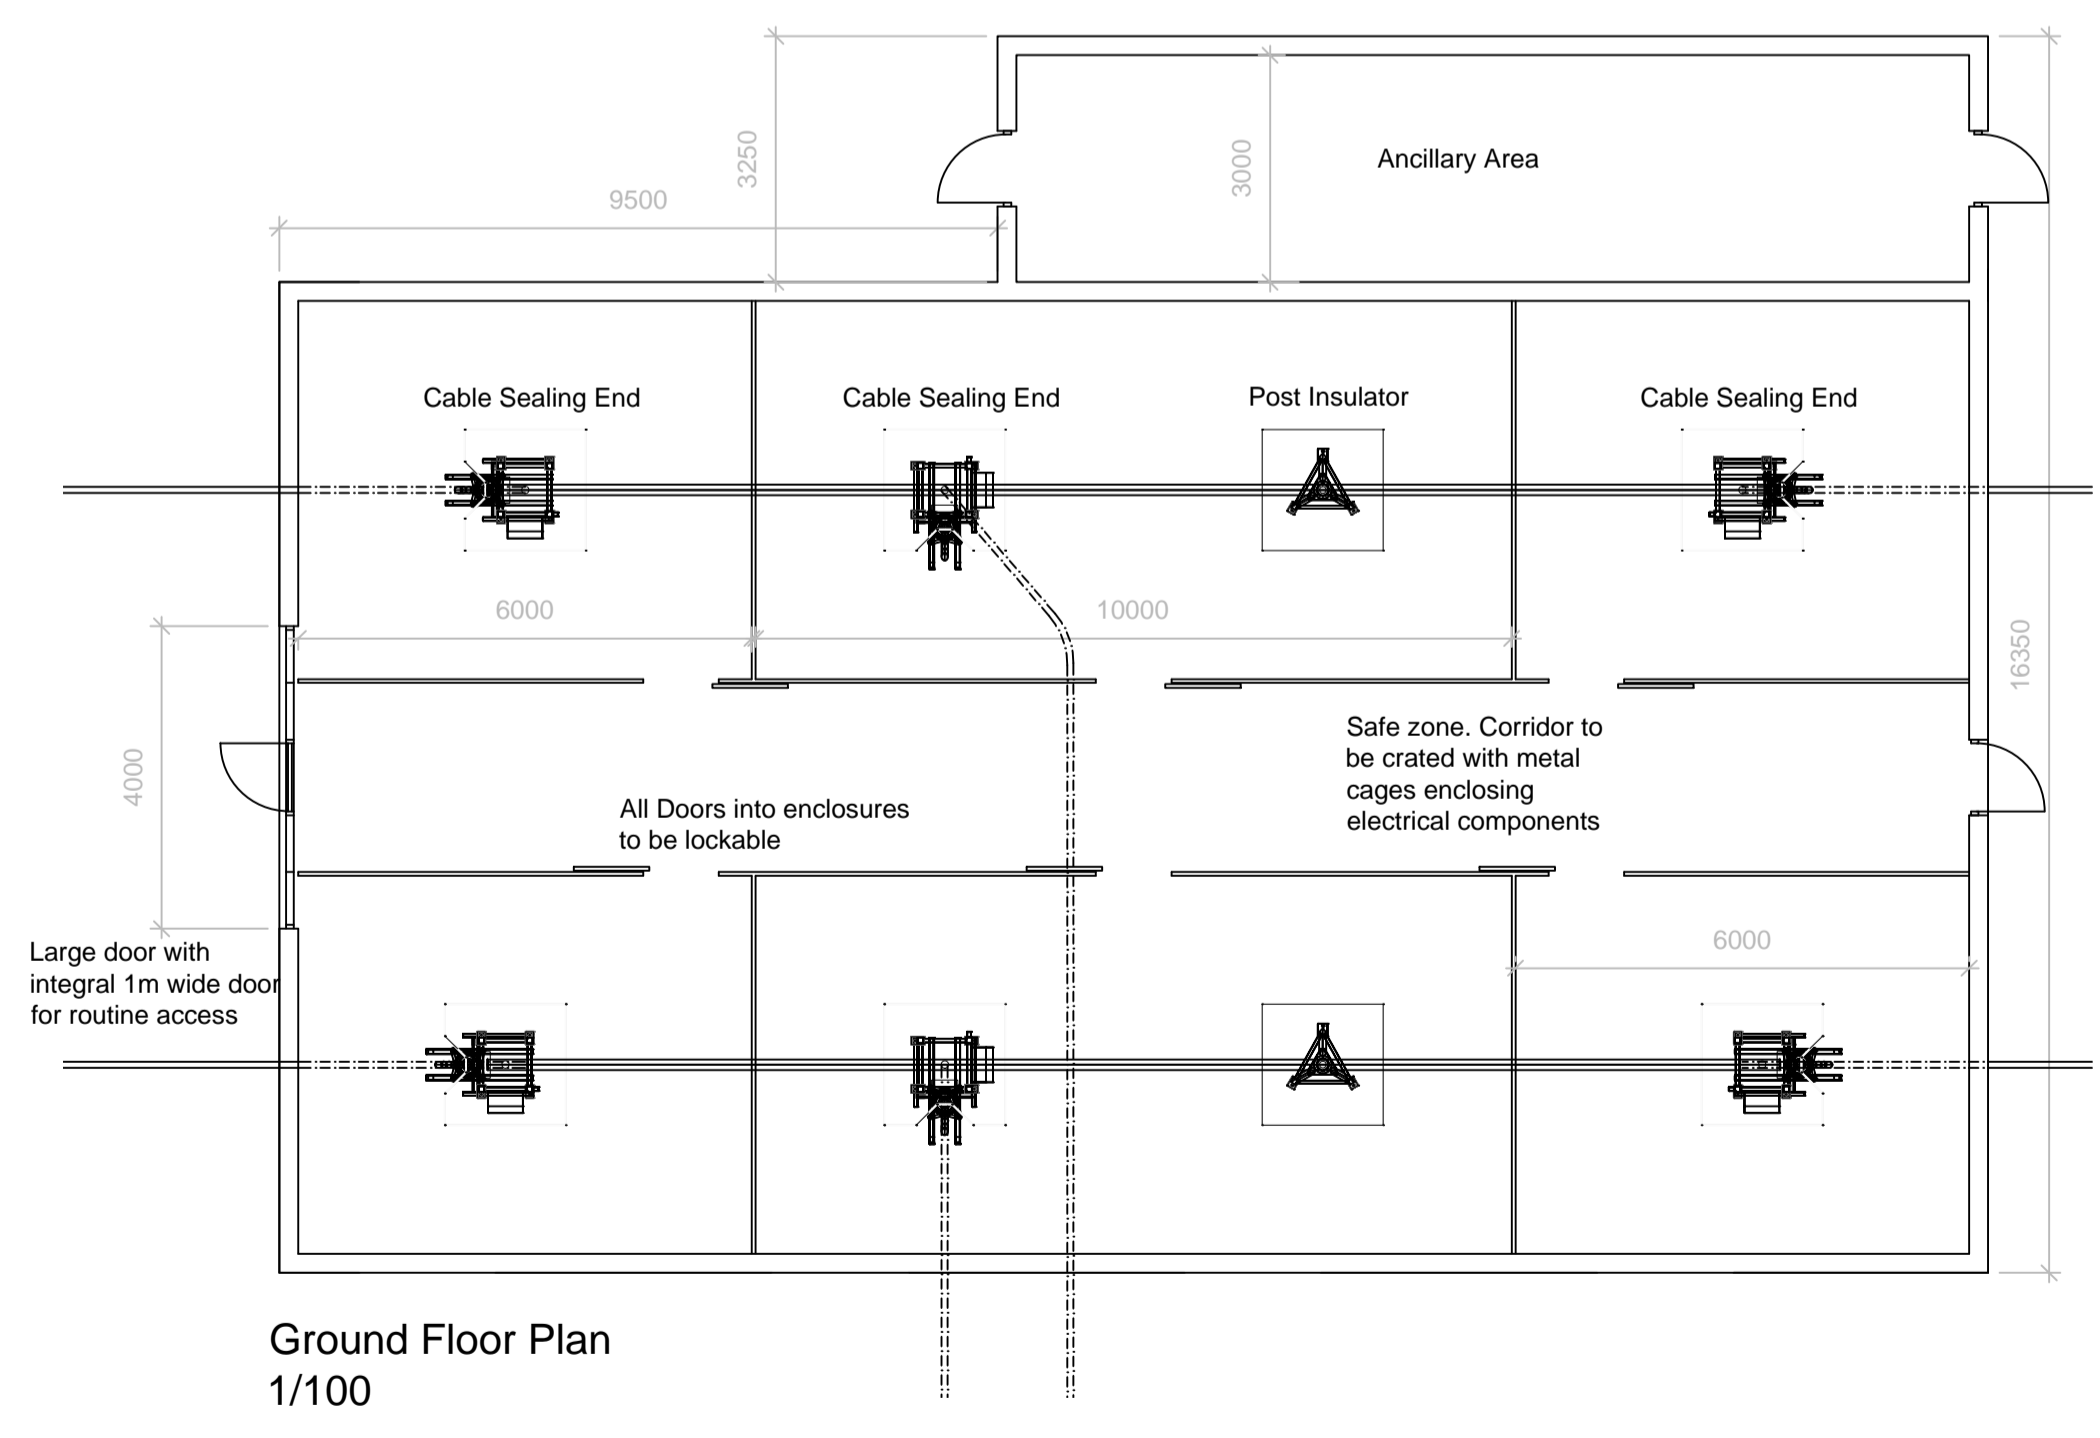 3250
3000
Ancillary Area
9500
Cable Sealing End
Cable Sealing End
Post Insulator
Cable Sealing End
6000
10000
16350
4000
Safe zone. Corridor to
be crated with metal
cages enclosing
electrical components
All Doors into enclosures
to be lockable
Large door with
integral 1m wide door
for routine access
6000
Ground Floor Plan
1/100